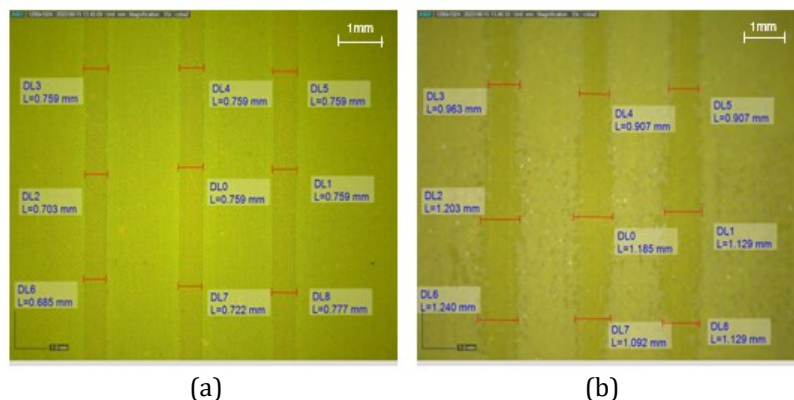 1mm
DL3
L=0.759 mm
DL4
L=0.759 mm
DL5
L=0.759 mm
DL2
L=0.703 mm
DL0
L=0.759 mm
DL1
L=0.759 mm
DL6
L=0.685 mm
DL7
L=0.722 mm
DL8
L=0.777 mm
(a)
1mm
DL3
L=0.963 mm
DL4
L=0.907 mm
DL5
L=0.907 mm
DL2
L=1.203 mm
DL0
L=1.185 mm
DL1
L=1.129 mm
DL6
L=1.240 mm
DL7
L=1.092 mm
DL8
L=1.129 mm
(b)